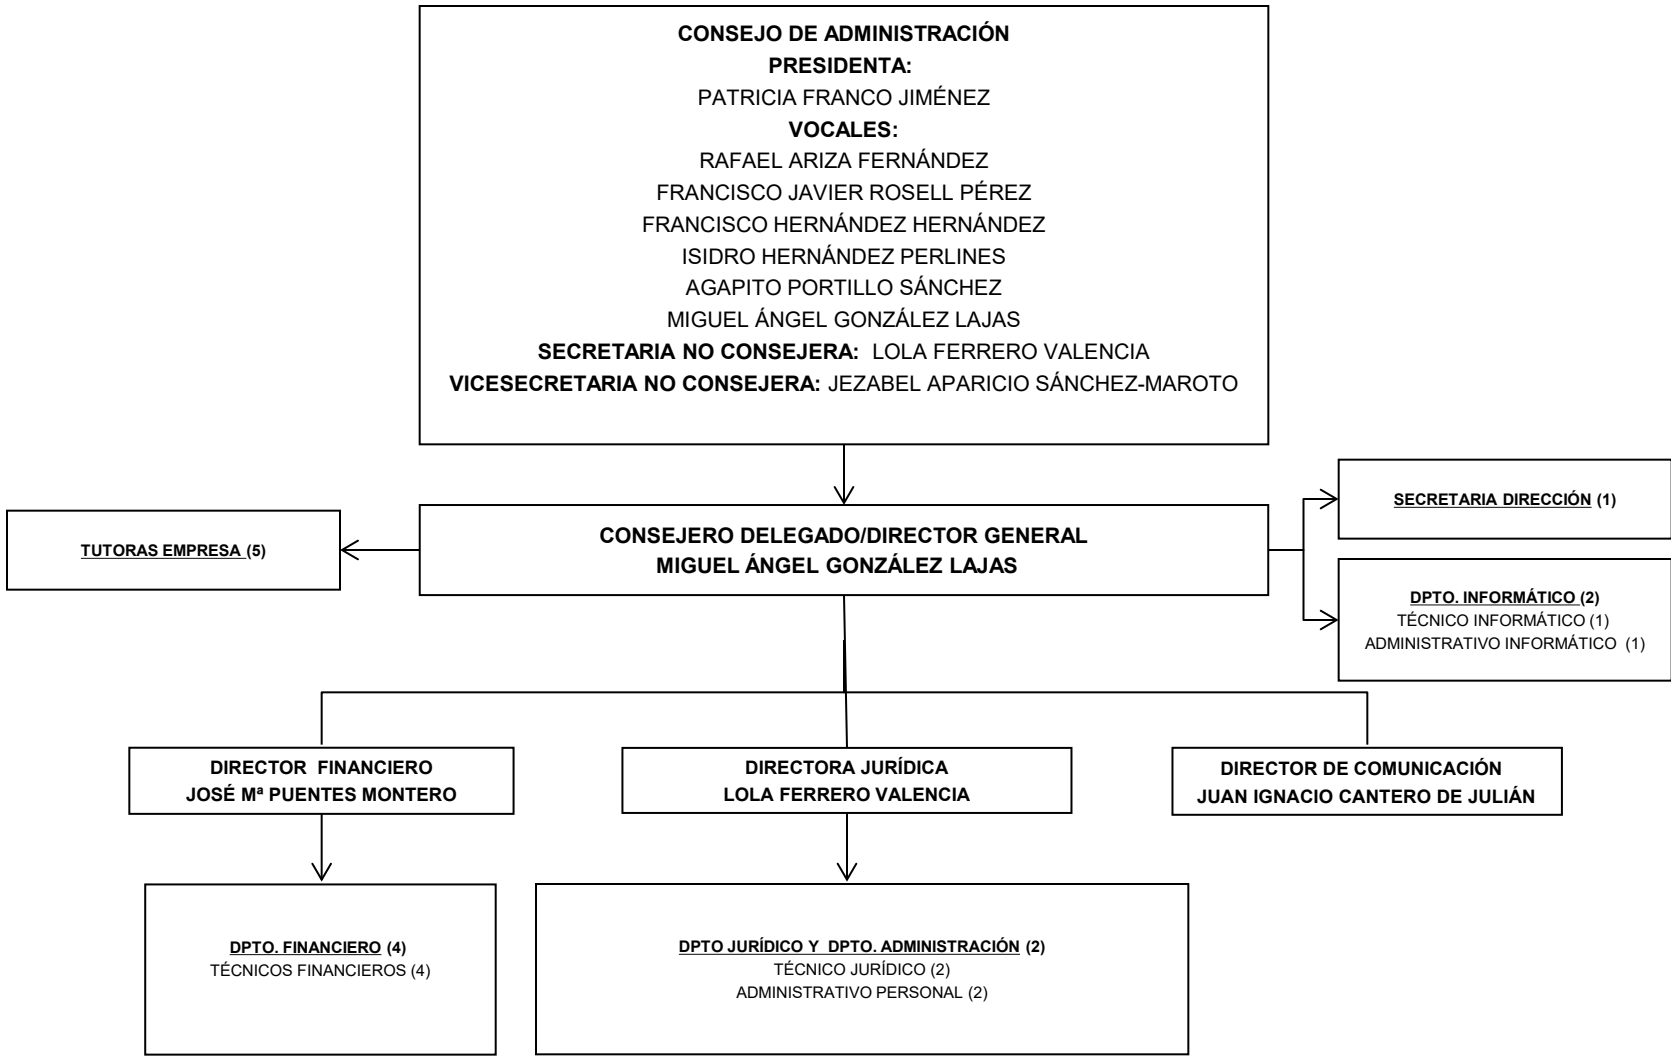 CONSEJO DE ADMINISTRACIÓN
PRESIDENTA:
PATRICIA FRANCO JIMÉNEZ
VOCALES:
RAFAEL ARIZA FERNÁNDEZ
FRANCISCO JAVIER ROSELL PÉREZ
FRANCISCO HERNÁNDEZ HERNÁNDEZ
ISIDRO HERNÁNDEZ PERLINES
AGAPITO PORTILLO SÁNCHEZ
MIGUEL ÁNGEL GONZÁLEZ LAJAS
SECRETARIA NO CONSEJERA: LOLA FERRERO VALENCIA
VICESECRETARIA NO CONSEJERA: JEZABEL APARICIO SÁNCHEZ-MAROTO
TUTORAS EMPRESA (5)
CONSEJERO DELEGADO/DIRECTOR GENERAL
MIGUEL ÁNGEL GONZÁLEZ LAJAS
SECRETARIA DIRECCIÓN (1)
DPTO. INFORMÁTICO (2)
TÉCNICO INFORMÁTICO (1)
ADMINISTRATIVO INFORMÁTICO (1)
DIRECTOR FINANCIERO
JOSÉ Mª PUENTES MONTERO
DIRECTORA JURÍDICA
LOLA FERRERO VALENCIA
DIRECTOR DE COMUNICACIÓN
JUAN IGNACIO CANTERO DE JULIÁN
DPTO. FINANCIERO (4)
TÉCNICOS FINANCIEROS (4)
DPTO JURÍDICO Y DPTO. ADMINISTRACIÓN (2)
TÉCNICO JURÍDICO (2)
ADMINISTRATIVO PERSONAL (2)